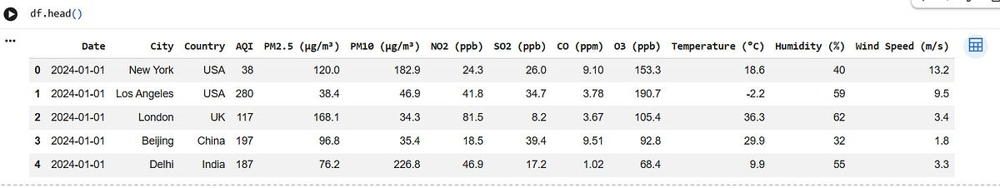 df.head()
Date City Country AQI PM2.5 (µg/m³) PM10 (µg/m³) NO2 (ppb) SO2 (ppb) CO (ppm) O3 (ppb) Temperature (°C) Humidity (%) Wind Speed (m/s)
0 2024-01-01 New York USA 38 120.0 182.9 24.3 26.0 9.10 153.3 18.6 40 13.2
1 2024-01-01 Los Angeles USA 280 38.4 46.9 41.8 34.7 3.78 190.7 -2.2 59 9.5
2 2024-01-01 London UK 117 168.1 34.3 81.5 8.2 3.67 105.4 36.3 62 3.4
3 2024-01-01 Beijing China 197 96.8 35.4 18.5 39.4 9.51 92.8 29.9 32 1.8
4 2024-01-01 Delhi India 187 76.2 226.8 46.9 17.2 1.02 68.4 9.9 55 3.3